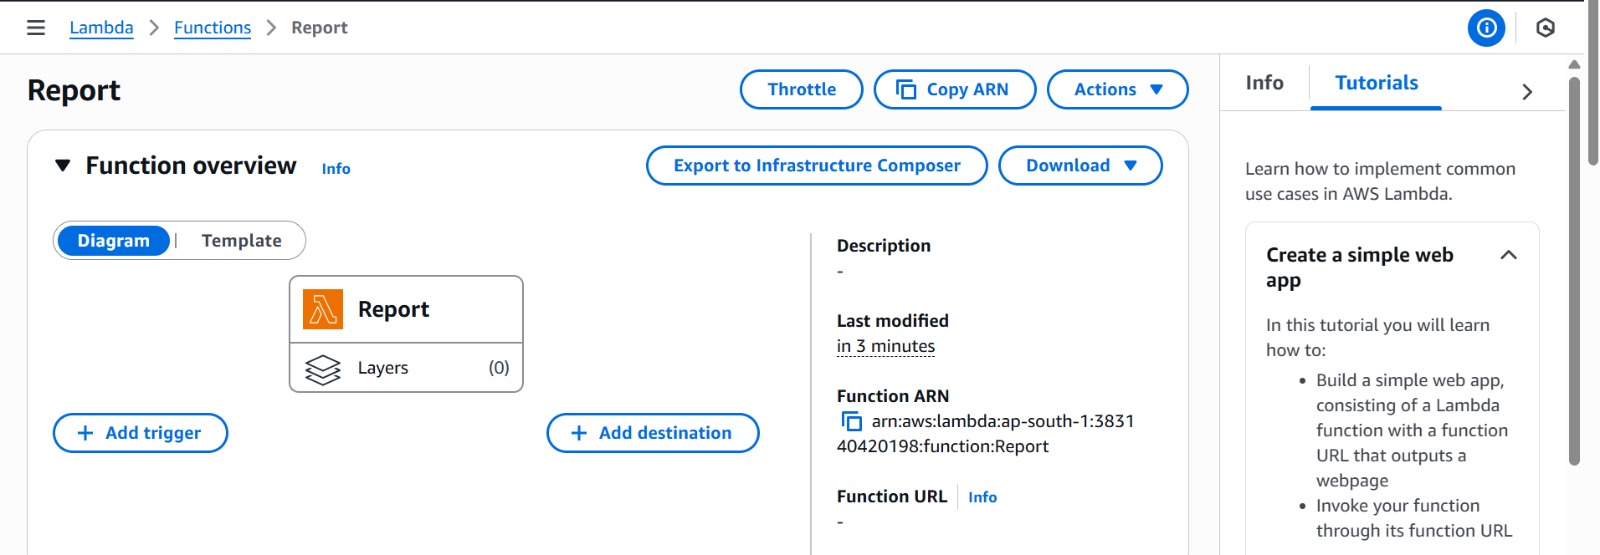 Lambda Functions Report
Report
Throttle
Copy ARN
Actions
Function overview Info
Export to Infrastructure Composer
Download
Diagram | Template
Report
Layers (0)
+ Add trigger
+ Add destination
Description
-
Last modified
in 3 minutes
Function ARN
arn:aws:lambda:ap-south-1:3831
40420198:function:Report
Function URL Info
-
Info Tutorials
Learn how to implement common
use cases in AWS Lambda.
Create a simple web
app
In this tutorial you will learn
how to:
• Build a simple web app,
consisting of a Lambda
function with a function
URL that outputs a
webpage
• Invoke your function
through its function URL